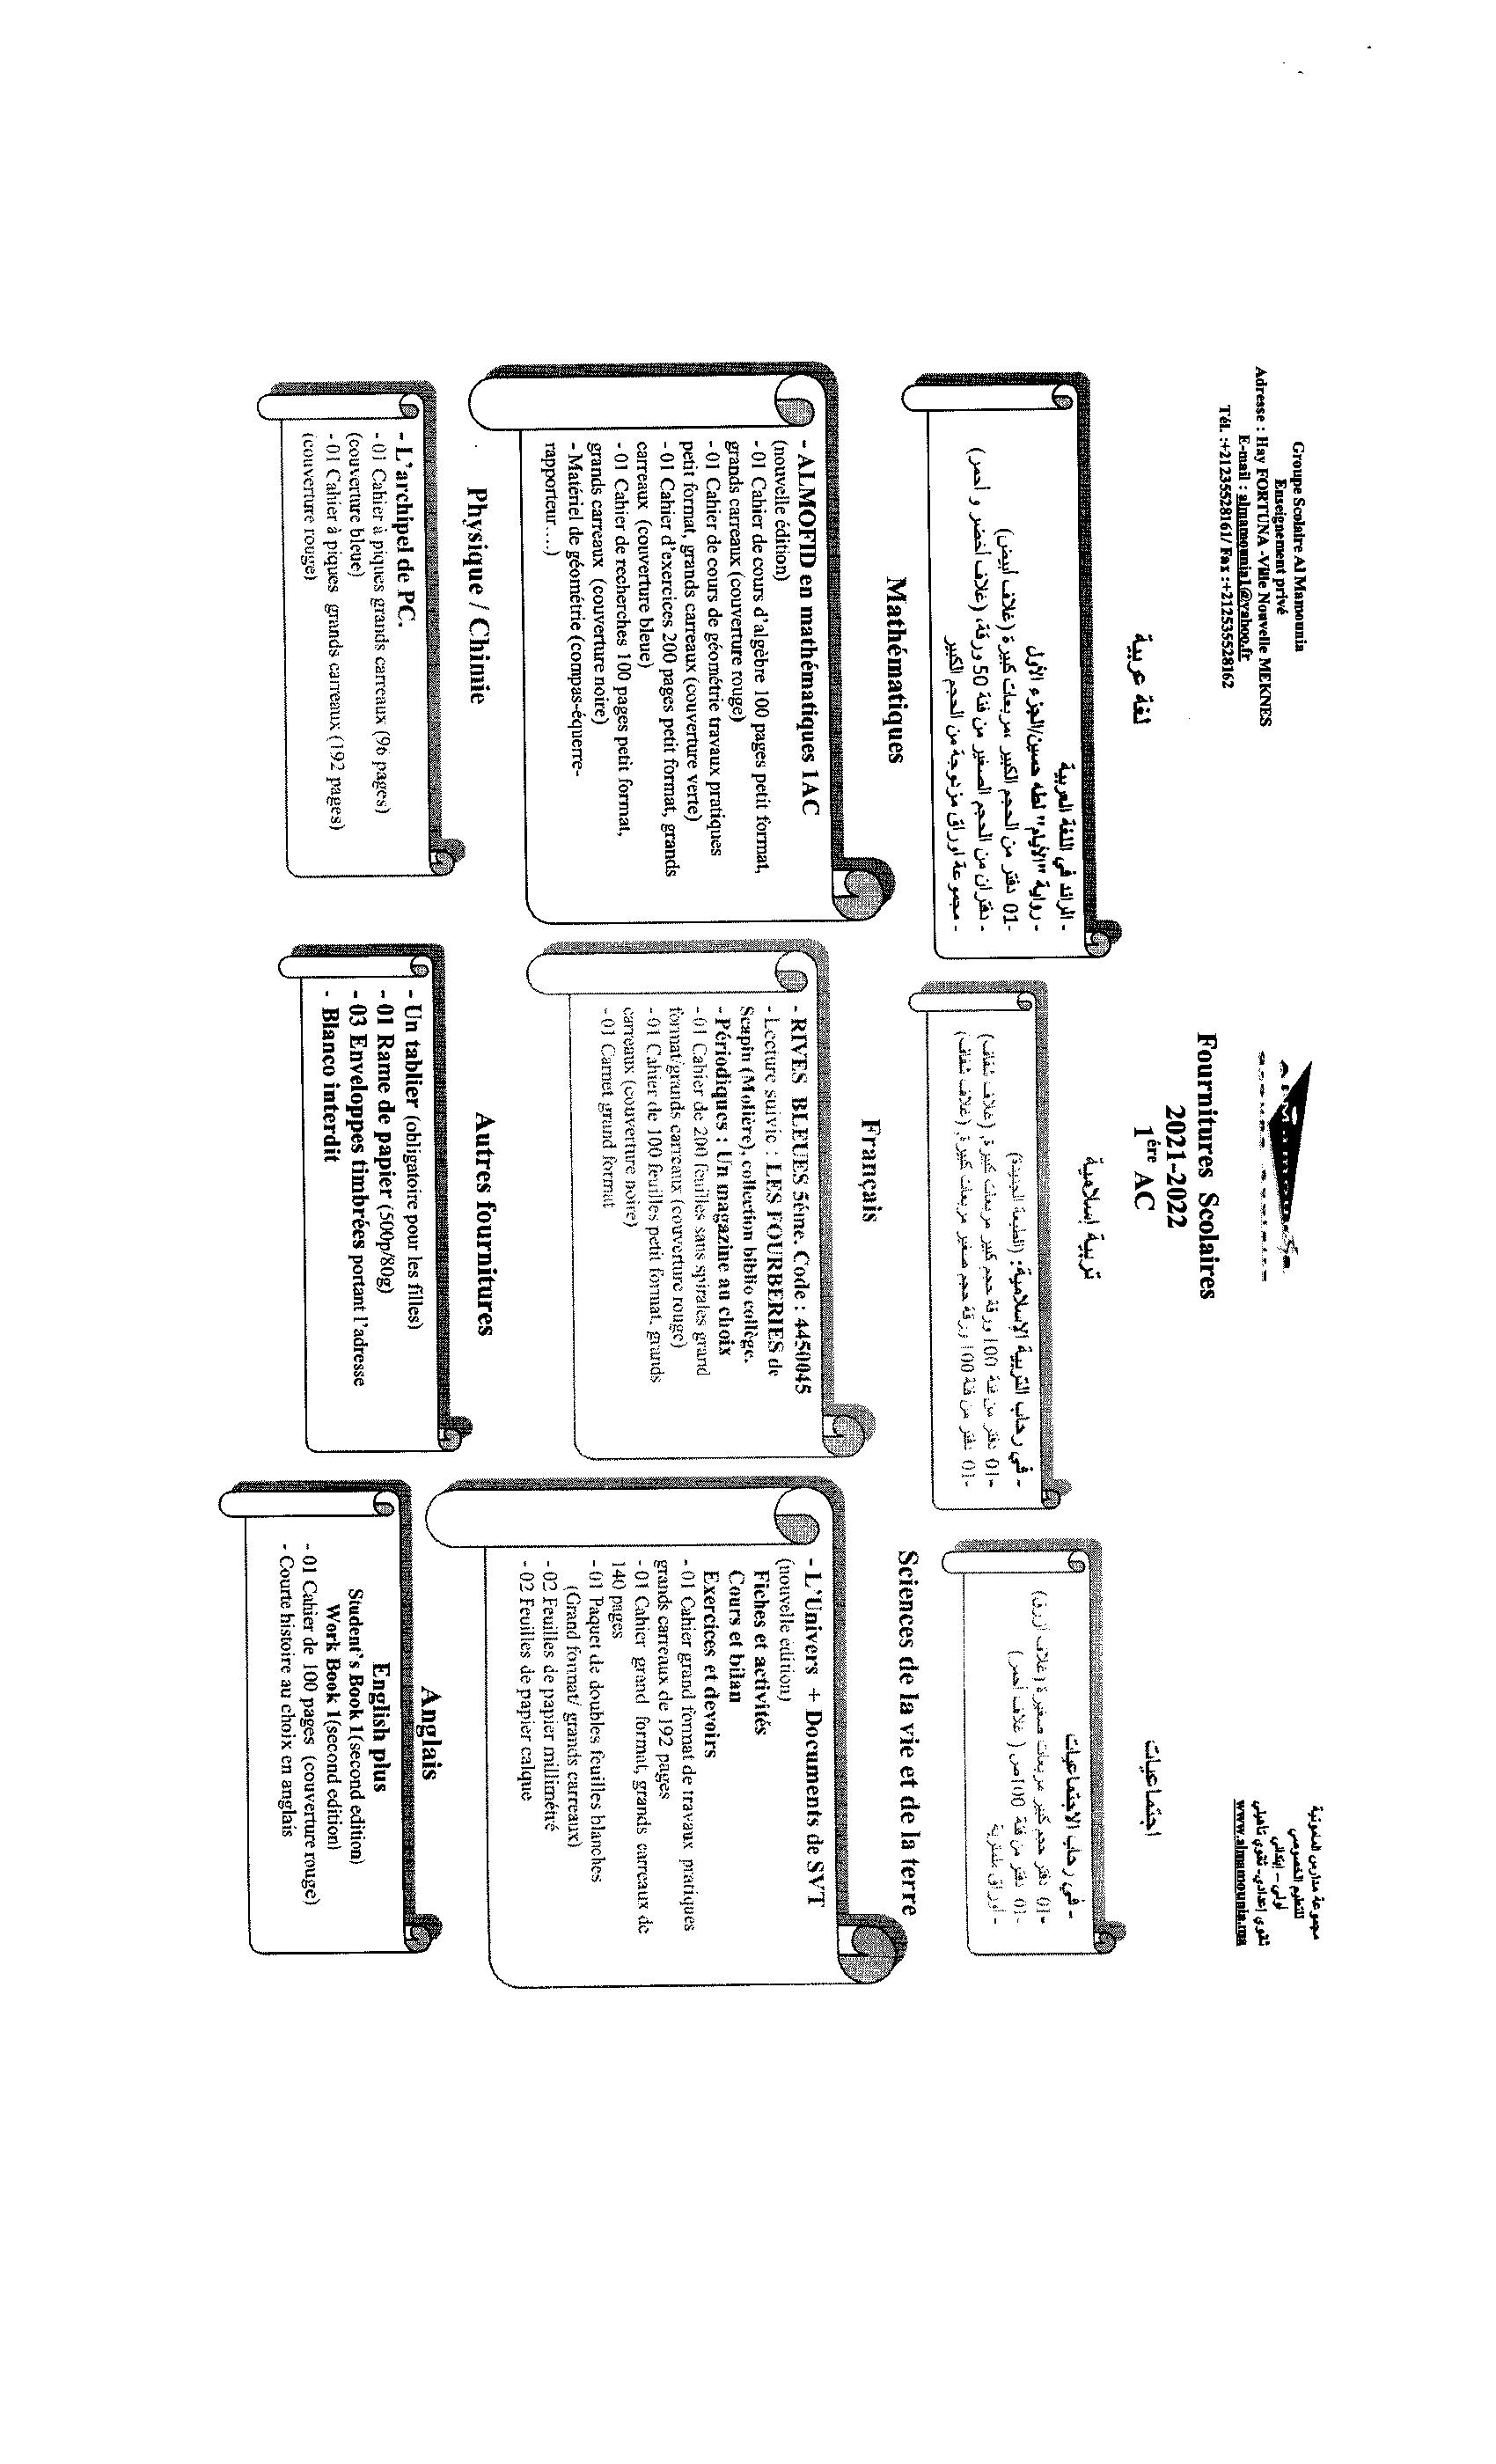 Groupe Scolaire Al Mamounia
Enseignement privé
Adresse : Hay FORTUNA -Ville Nouvelle MEKNES
E-mail : almamounia1@yahoo.fr
Tél. :+21235528161/ Fax :+212535528162
مجموعة مدارس المامونية
للتعليم الخصوصي
أولي – إبتدائي
ثانوي إعدادي- ثانوي تأهيلي
www.almamounia.ma
Fournitures Scolaires
2021-2022
1ère AC
لغة عربية
- الرائد في اللغة العربية
- رواية "الأيام" لطه حسين/الجزء الأول
-01 دفتر من الحجم الكبير ،مربعات كبيرة (غلاف أبيض)
- دفتران من الحجم الصغير من فئة 50 ورقة، (غلاف أخضر و أحمر)
- مجموعة أوراق مزدوجة من الحجم الكبير
تربية إسلامية
- في رحاب التربية الإسلامية: (الطبعة الجديدة)
-01 دفتر من فئة 100 ورقة حجم كبير مربعات كبيرة. (غلاف شفاف)
-01 دفتر من فئة 100 ورقة حجم صغير مربعات كبيرة. (غلاف شفاف)
اجتماعيات
- في رحاب الاجتماعيات
-01 دفتر حجم كبير مربعات صغيرة (غلاف أزرق)
-01 دفتر من فئة 100ص ( غلاف أحمر)
- أوراق مليمترية
Mathématiques
- ALMOFID en mathématiques 1AC
(nouvelle édition)
- 01 Cahier de cours d'algèbre 100 pages petit format,
grands carreaux (couverture rouge)
- 01 Cahier de cours de géométrie travaux pratiques
petit format, grands carreaux (couverture verte)
- 01 Cahier d'exercices 200 pages petit format, grands
carreaux (couverture bleue)
- 01 Cahier de recherches 100 pages petit format,
grands carreaux (couverture noire)
- Matériel de géométrie (compas-équerre-
rapporteur….)
Français
- RIVES BLEUES 5éme. Code : 4450045
- Lecture suivie : LES FOURBERIES de
Scapin (Molière), collection biblio collège.
- Périodiques : Un magazine au choix
- 01 Cahier de 200 feuilles sans spirales grand
format/grands carreaux (couverture rouge)
- 01 Cahier de 100 feuilles petit format, grands
carreaux (couverture noire)
- 01 Carnet grand format
Sciences de la vie et de la terre
- L'Univers + Documents de SVT
(nouvelle édition)
Fiches et activités
Cours et bilan
Exercices et devoirs
- 01 Cahier grand format de travaux pratiques
grands carreaux de 192 pages
- 01 Cahier grand format, grands carreaux de
140 pages
- 01 Paquet de doubles feuilles blanches
(Grand format/ grands carreaux)
- 02 Feuilles de papier millimétré
- 02 Feuilles de papier calque
Physique / Chimie
- L'archipel de PC.
- 01 Cahier à piques grands carreaux (96 pages)
(couverture bleue)
- 01 Cahier à piques grands carreaux (192 pages)
(couverture rouge)
Autres fournitures
- Un tablier (obligatoire pour les filles)
- 01 Rame de papier (500p/80g)
- 03 Enveloppes timbrées portant l'adresse
- Blanco interdit
Anglais
English plus
Student's Book 1(second edition)
Work Book 1(second edition)
- 01 Cahier de 100 pages (couverture rouge)
- Courte histoire au choix en anglais